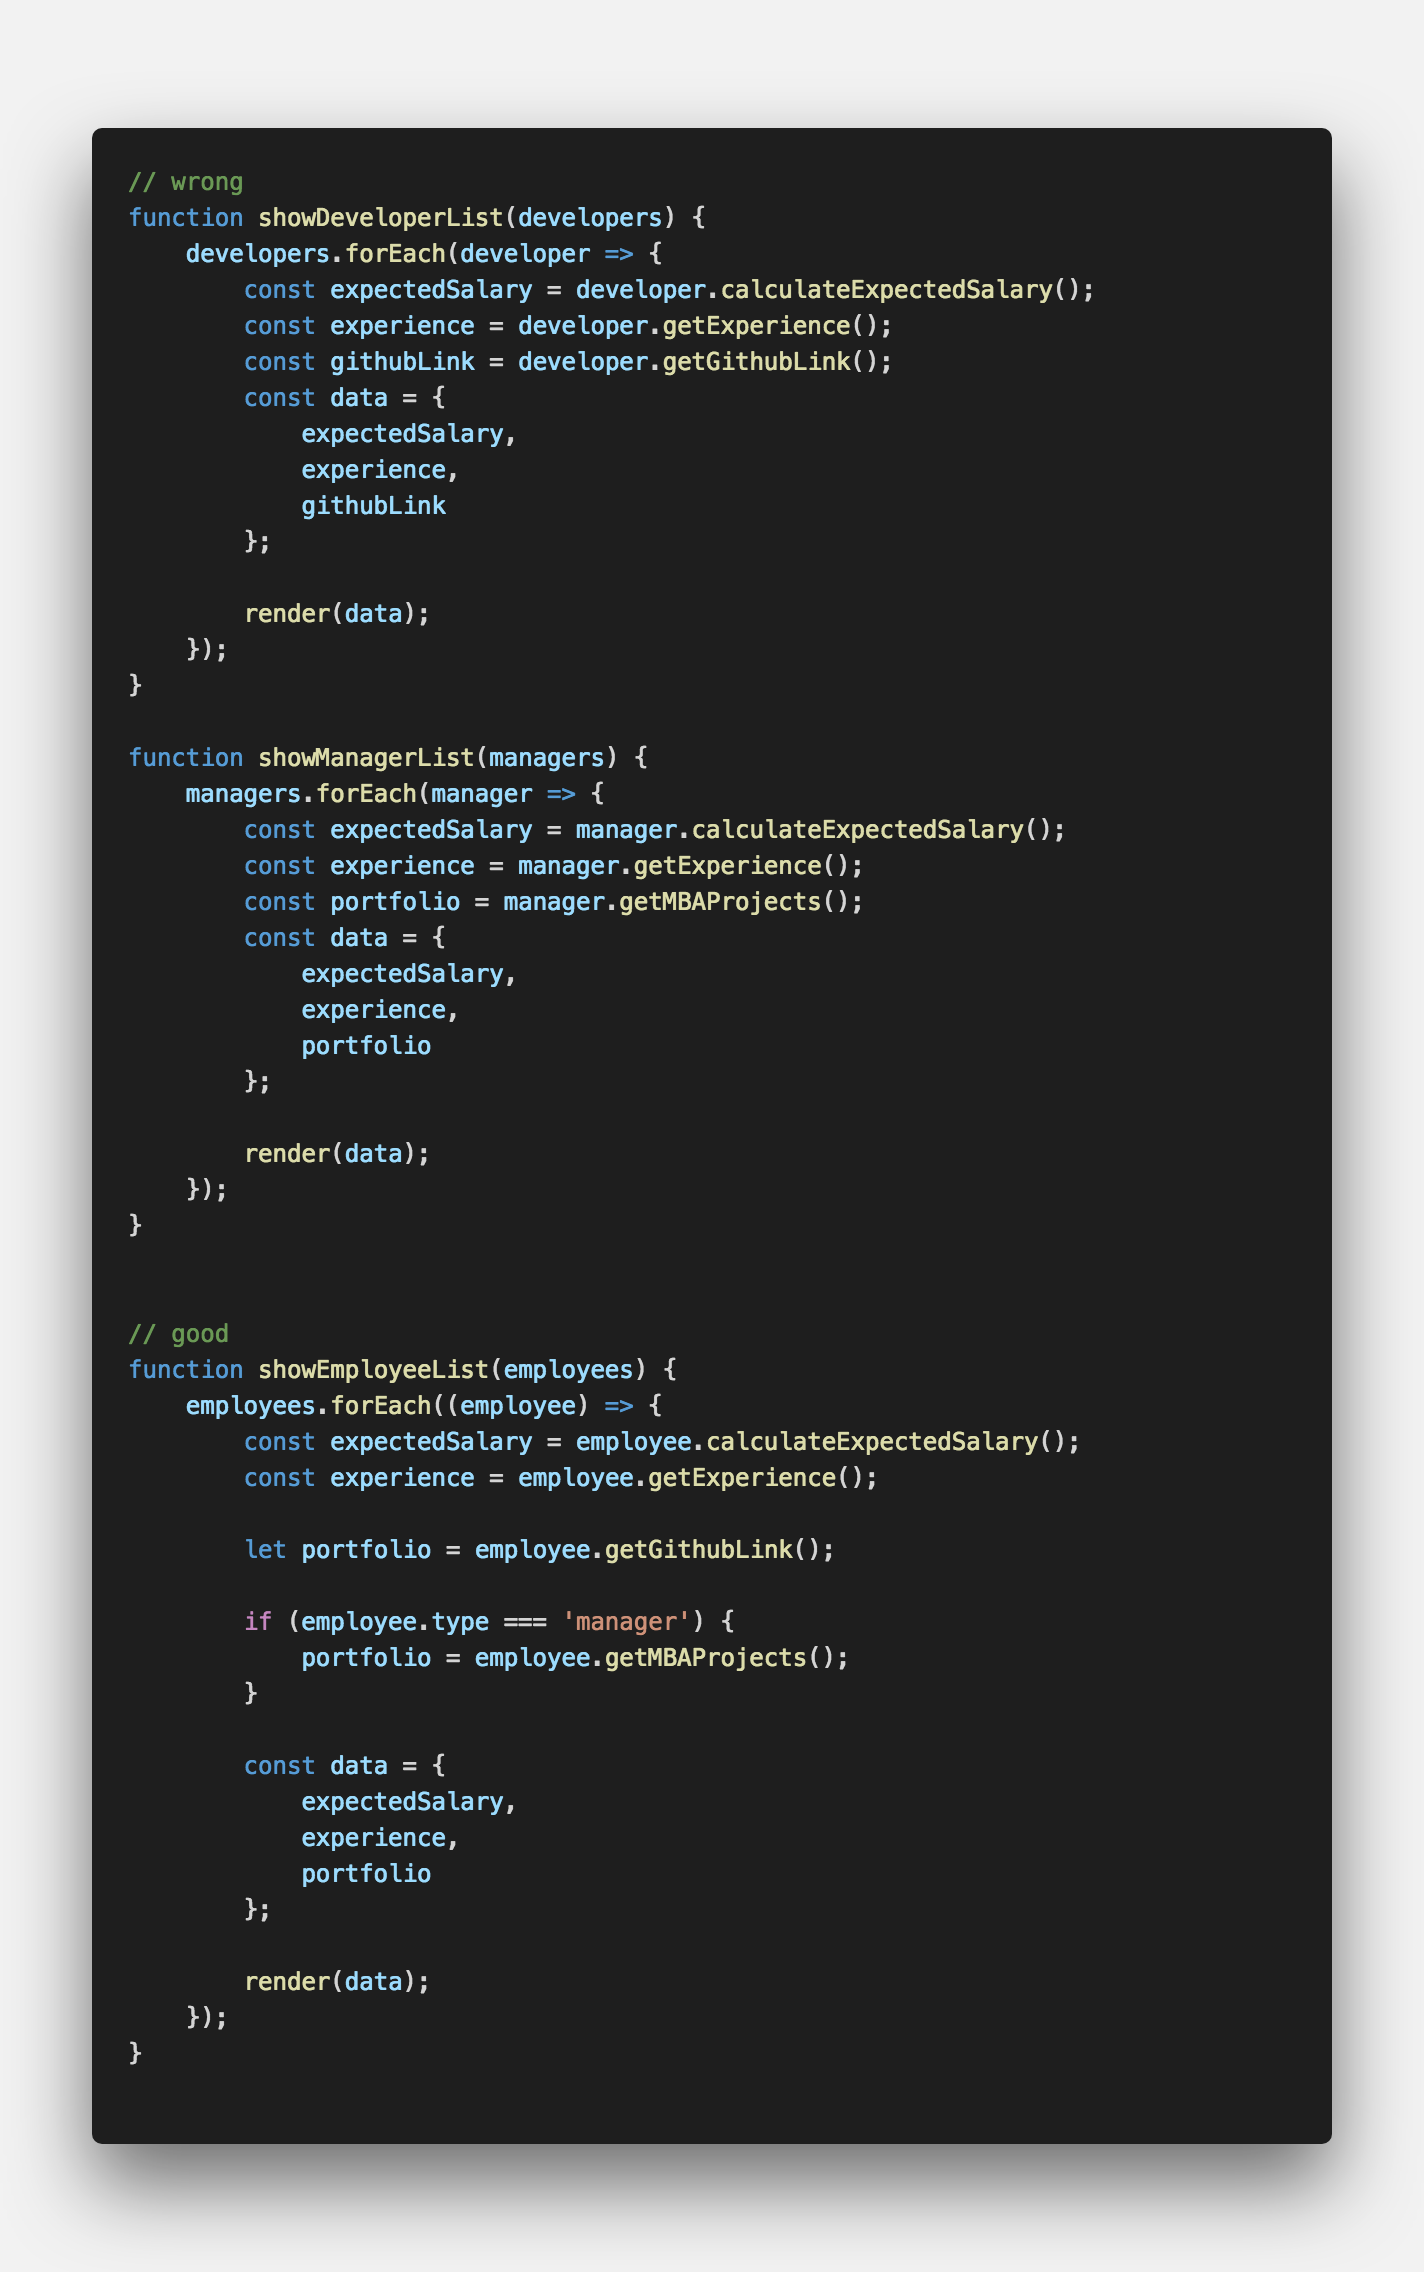 // wrong
function showDeveloperList(developers) {
    developers.forEach(developer => {
        const expectedSalary = developer.calculateExpectedSalary();
        const experience = developer.getExperience();
        const githubLink = developer.getGithubLink();
        const data = {
            expectedSalary,
            experience,
            githubLink
        };

        render(data);
    });
}

function showManagerList(managers) {
    managers.forEach(manager => {
        const expectedSalary = manager.calculateExpectedSalary();
        const experience = manager.getExperience();
        const portfolio = manager.getMBAProjects();
        const data = {
            expectedSalary,
            experience,
            portfolio
        };

        render(data);
    });
}


// good
function showEmployeeList(employees) {
    employees.forEach((employee) => {
        const expectedSalary = employee.calculateExpectedSalary();
        const experience = employee.getExperience();

        let portfolio = employee.getGithubLink();

        if (employee.type === 'manager') {
            portfolio = employee.getMBAProjects();
        }

        const data = {
            expectedSalary,
            experience,
            portfolio
        };

        render(data);
    });
}